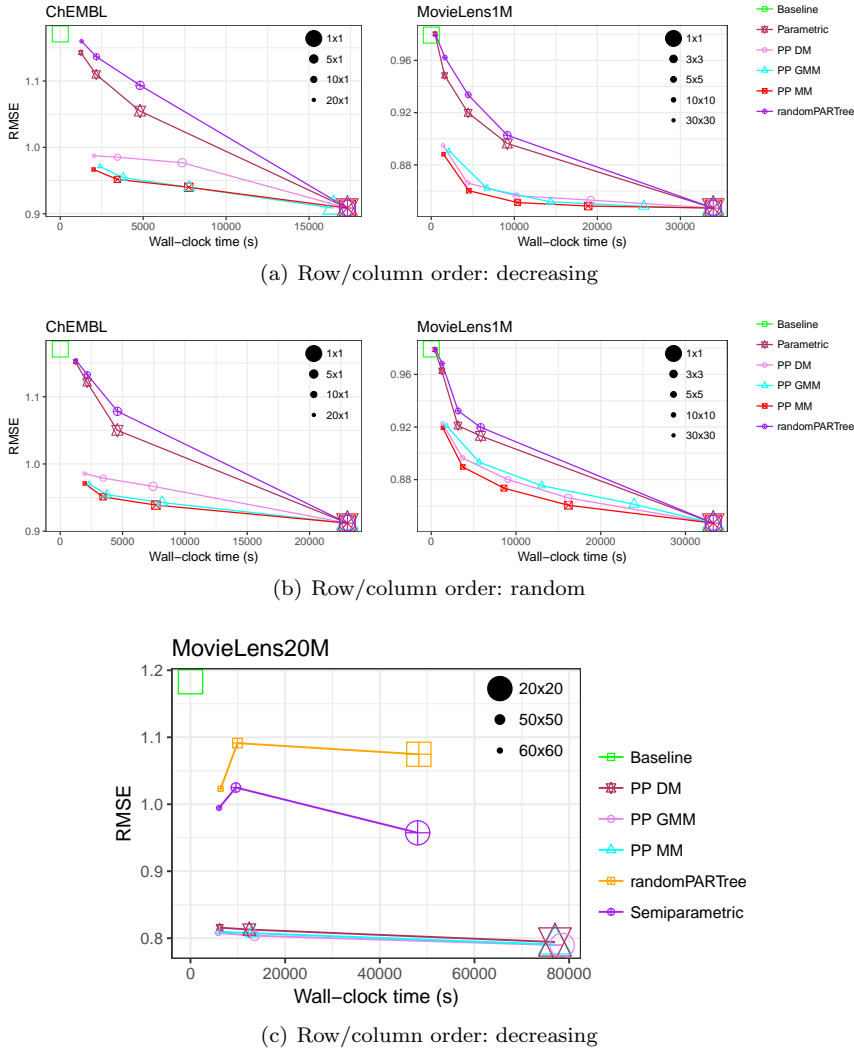 ChEMBL
MovieLens1M
RMSE
1.1
1.0
0.9
1x1
5x1
10x1
20x1
0.96
0.92
0.88
1x1
3x3
5x5
10x10
30x30
Baseline
Parametric
PP DM
PP GMM
PP MM
randomPARTree
0 5000 10000 15000
Wall-clock time (s)
0 10000 20000 30000
Wall-clock time (s)
(a) Row/column order: decreasing
ChEMBL
MovieLens1M
RMSE
1.1
1.0
0.9
1x1
5x1
10x1
20x1
0.96
0.92
0.88
1x1
3x3
5x5
10x10
30x30
Baseline
Parametric
PP DM
PP GMM
PP MM
randomPARTree
0 5000 10000 15000 20000
Wall-clock time (s)
0 10000 20000 30000
Wall-clock time (s)
(b) Row/column order: random
MovieLens20M
RMSE
1.2
1.1
1.0
0.9
0.8
20x20
50x50
60x60
Baseline
PP DM
PP GMM
PP MM
randomPARTree
Semiparametric
0 20000 40000 60000 80000
Wall-clock time (s)
(c) Row/column order: decreasing